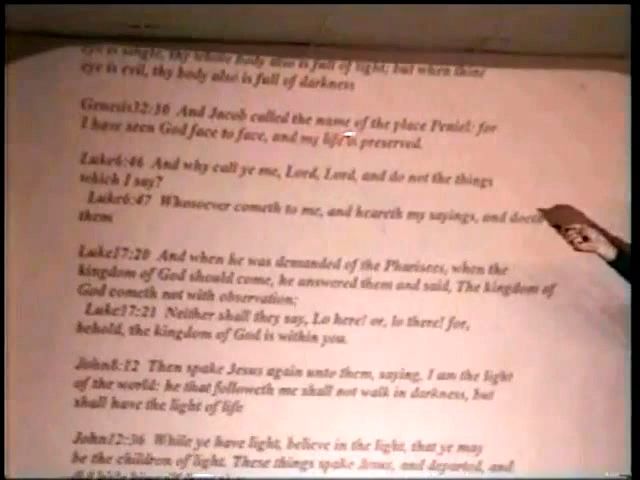 eye is single, thy whole body also is full of light; but when thine
eye is evil, thy body also is full of darkness
Genesis32:30 And Jacob called the name of the place Peniel: for
I have seen God face to face, and my life is preserved.
Luke6:46 And why call ye me, Lord, Lord, and do not the things
which I say?
Luke6:47 Whosoever cometh to me, and heareth my sayings, and doeth
them
Luke17:20 And when he was demanded of the Pharisees, when the
kingdom of God should come, he answered them and said, The kingdom of
God cometh not with observation;
Luke17:21 Neither shall they say, Lo here! or, lo there! for,
behold, the kingdom of God is within you.
John8:12 Then spake Jesus again unto them, saying, I am the light
of the world: he that followeth me shall not walk in darkness, but
shall have the light of life
John12:36 While ye have light, believe in the light, that ye may
be the children of light. These things spake Jesus, and departed, and